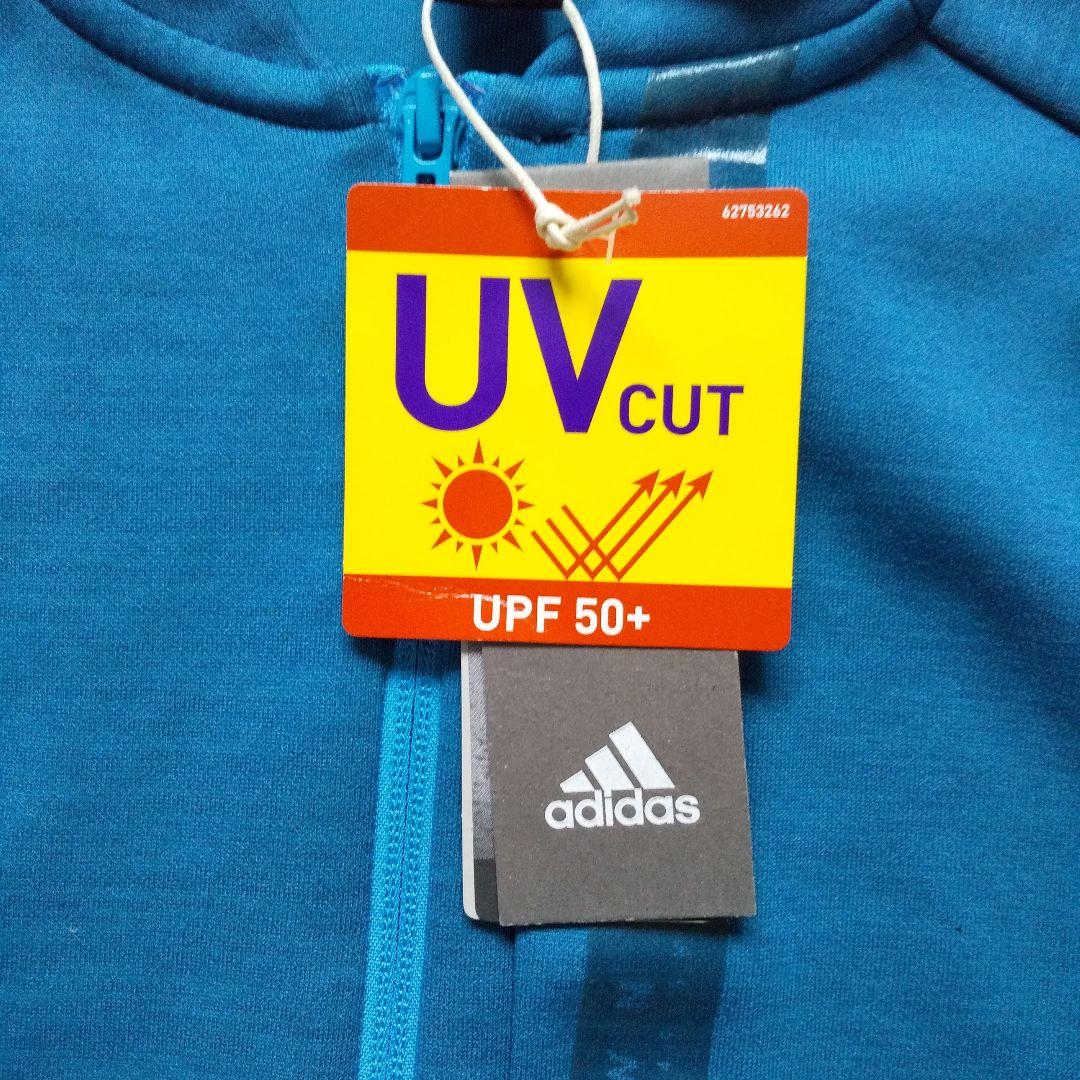 62753262
UV CUT
UPF 50+
adidas